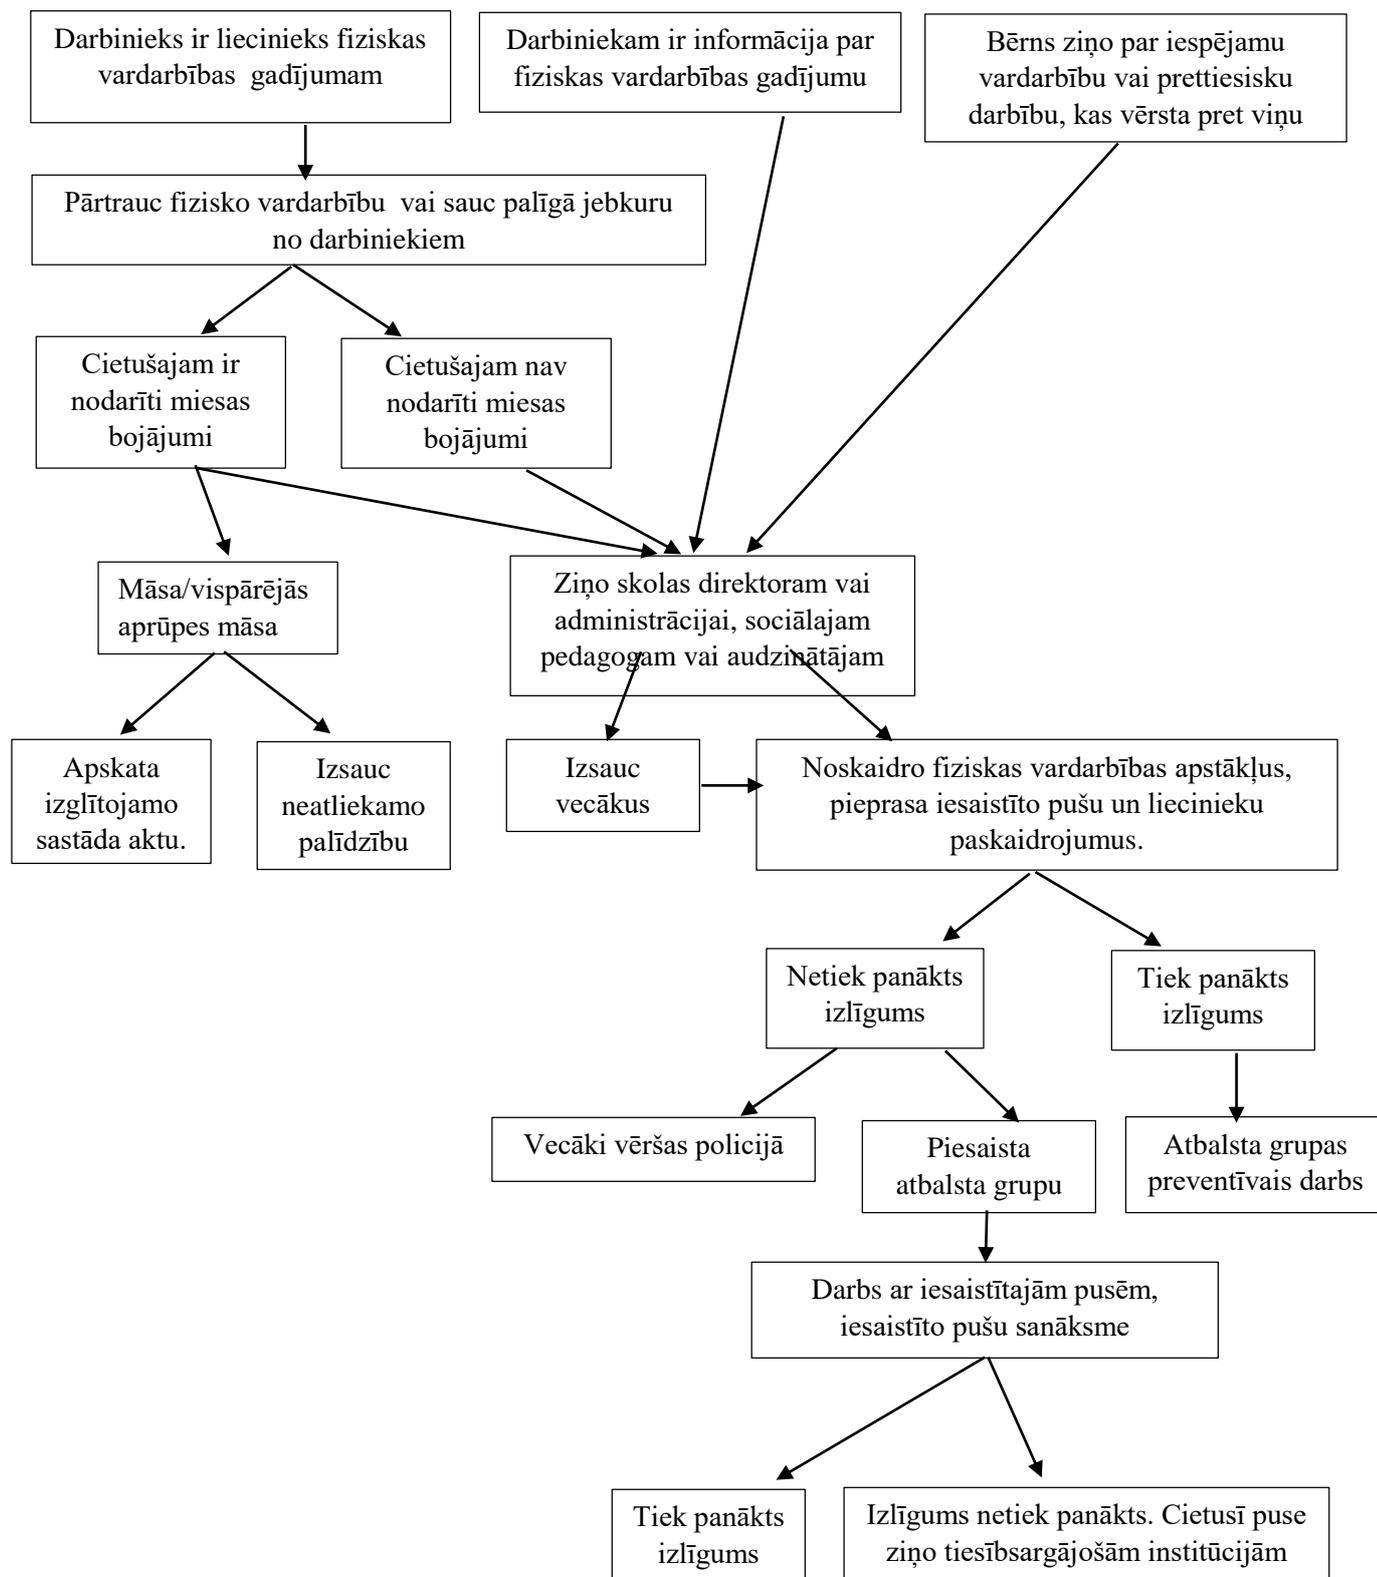 Darbinieks ir liecinieks fiziskas
vardarbības gadījumam
Darbiniekam ir informācija par
fiziskas vardarbības gadījumu
Bērns ziņo par iespējamu
vardarbību vai prettiesisku
darbību, kas vērsta pret viņu
Pārtrauc fizisko vardarbību vai sauc palīgā jebkuru
no darbiniekiem
Cietušajam ir
nodarīti miesas
bojājumi
Cietušajam nav
nodarīti miesas
bojājumi
Māsa/vispārējās
aprūpes māsa
Ziņo skolas direktoram vai
administrācijai, sociālajam
pedagogam vai audzinātājam
Apskata
izglītojamo
sastāda aktu.
Izsauc
neatliekamo
palīdzību
Izsauc
vecākus
Noskaidro fiziskas vardarbības apstākļus,
pieprasa iesaistīto pušu un liecinieku
paskaidrojumus.
Netiek panākts
izlīgums
Tiek panākts
izlīgums
Vecāki vēršas policijā
Piesaista
atbalsta grupu
Atbalsta grupas
preventīvais darbs
Darbs ar iesaistītajām pusēm,
iesaistīto pušu sanāksme
Tiek panākts
izlīgums
Izlīgums netiek panākts. Cietusī puse
ziņo tiesībsargājošām institūcijām